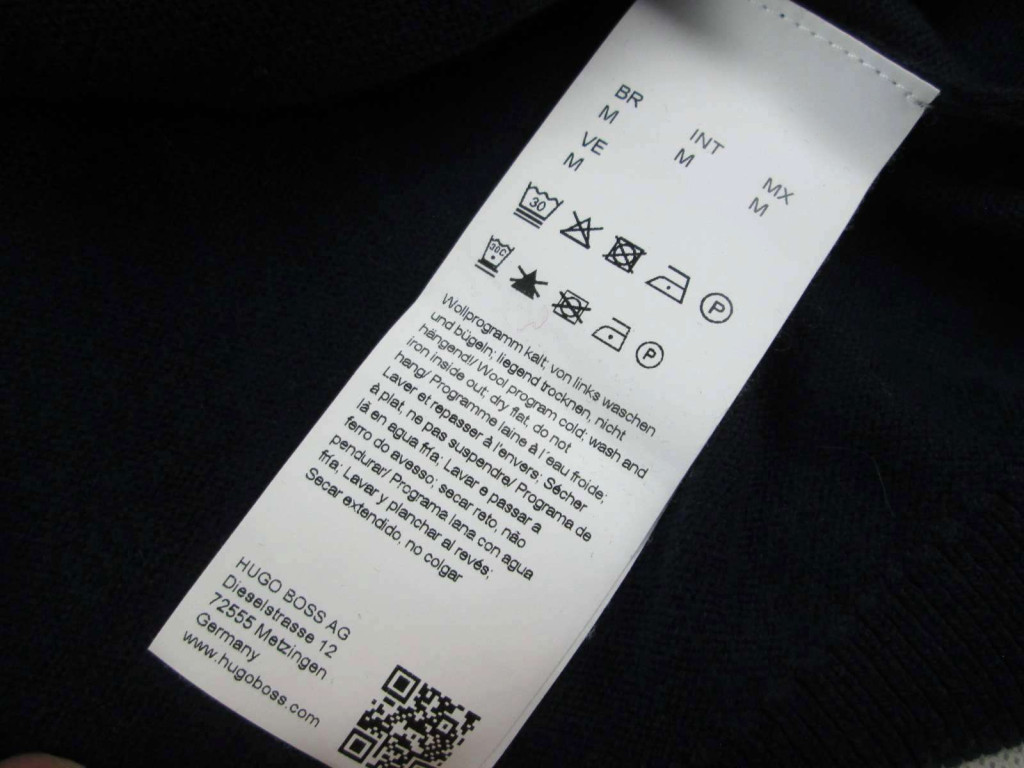 BR
M
INT
M
MX
M
VE
M
30
30C
P
P
Wollprogramm kalt; von links waschen
und bügeln; liegend trocknen, nicht
hängend!/ Wool program cold; wash and
iron inside out; dry flat, do not
hang/ Programme laine à l'eau froide;
Laver et repasser à l'envers; Sécher
à plat, ne pas suspendre/ Programa de
lã en agua fria; Lavar e passar a
ferro do avesso; secar reto, não
pendurar/ Programa lana con agua
fría; Lavar y planchar al revés;
Secar extendido, no colgar
HUGO BOSS AG
Dieselstrasse 12
72555 Metzingen
Germany
www.hugoboss.com